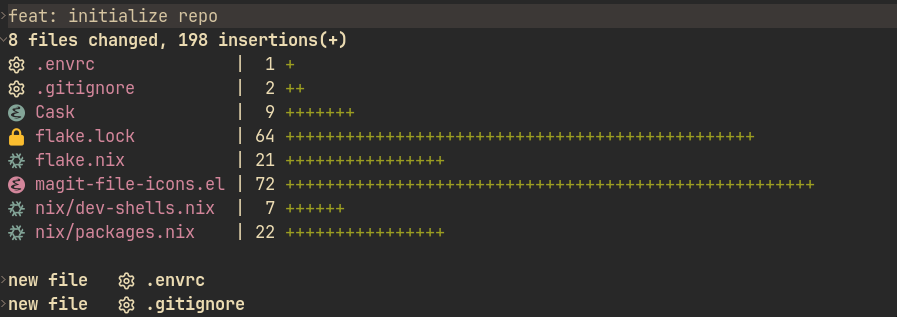 feat: initialize repo
8 files changed, 198 insertions(+)
.envrc | 1 +
.gitignore | 2 ++
Cask | 9 +++++++
flake.lock | 64 +++++++++++++++++++++++++++++++++++++++++++++++
flake.nix | 21 ++++++++++++++++
magit-file-icons.el | 72 +++++++++++++++++++++++++++++++++++++++++++++++++++++
nix/dev-shells.nix | 7 ++++++
nix/packages.nix | 22 ++++++++++++++++
new file .envrc
new file .gitignore